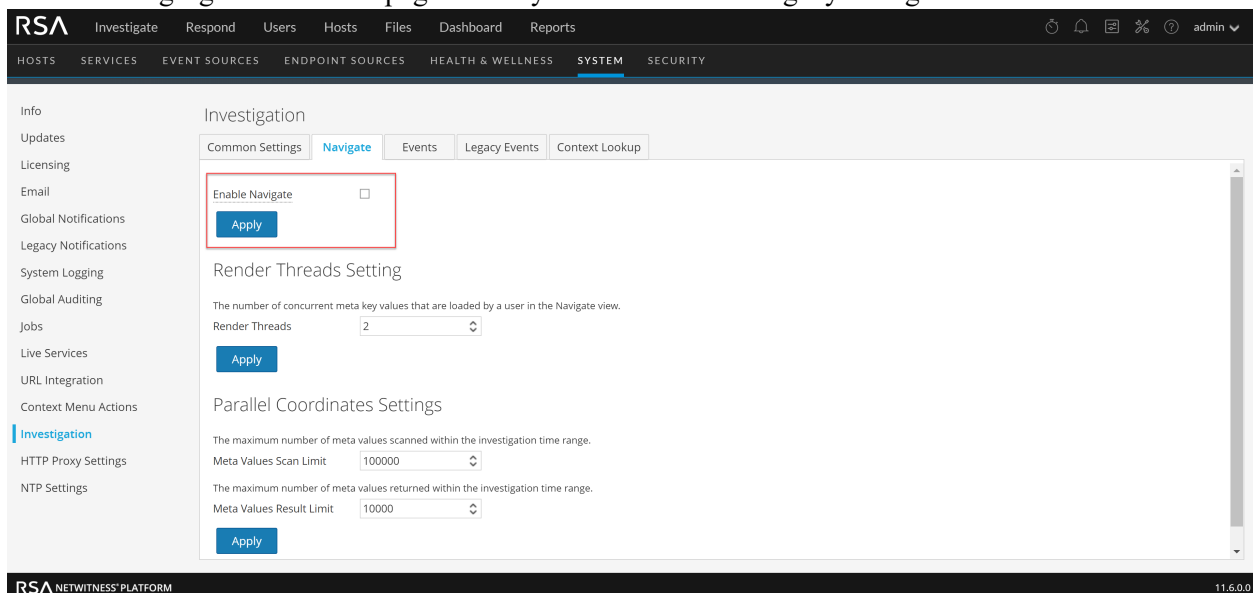 RSA Investigate Respond Users Hosts Files Dashboard Reports admin
HOSTS SERVICES EVENT SOURCES ENDPOINT SOURCES HEALTH & WELLNESS SYSTEM SECURITY
Info
Updates
Licensing
Email
Global Notifications
Legacy Notifications
System Logging
Global Auditing
Jobs
Live Services
URL Integration
Context Menu Actions
Investigation
HTTP Proxy Settings
NTP Settings
Investigation
Common Settings Navigate Events Legacy Events Context Lookup
Enable Navigate
Apply
Render Threads Setting
The number of concurrent meta key values that are loaded by a user in the Navigate view.
Render Threads 2
Apply
Parallel Coordinates Settings
The maximum number of meta values scanned within the investigation time range.
Meta Values Scan Limit 100000
The maximum number of meta values returned within the investigation time range.
Meta Values Result Limit 10000
Apply
RSA NETWITNESS® PLATFORM 11.6.0.0